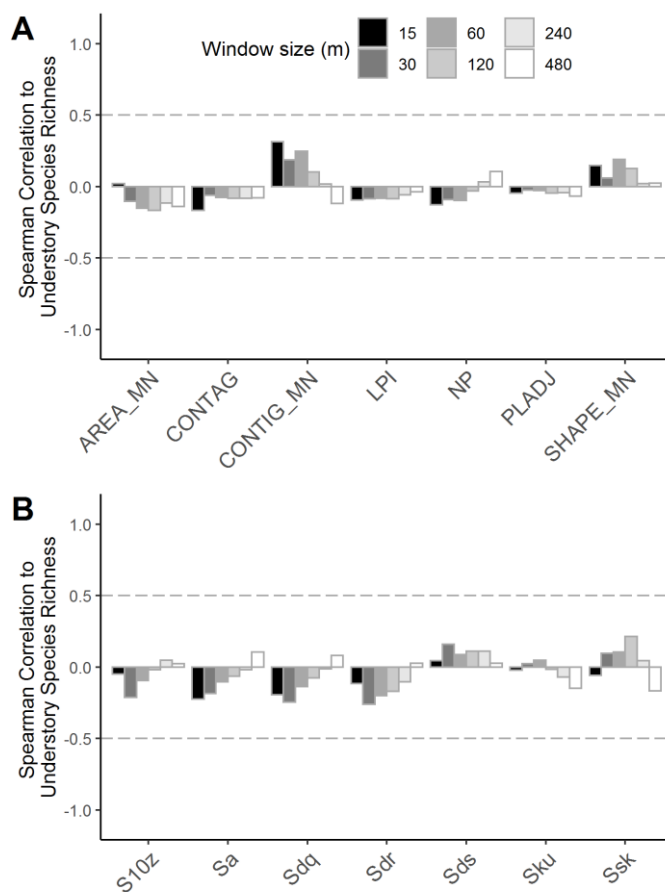 A
Window size (m)
15 60 240
30 120 480
Spearman Correlation to
Understory Species Richness
1.0
0.5
0.0
-0.5
-1.0
AREA_MN CONTAG CONTIG_MN LPI NP PLADJ SHAPE_MN
B
Spearman Correlation to
Understory Species Richness
1.0
0.5
0.0
-0.5
-1.0
S10z Sa Sdq Sdr Sds Sku Ssk